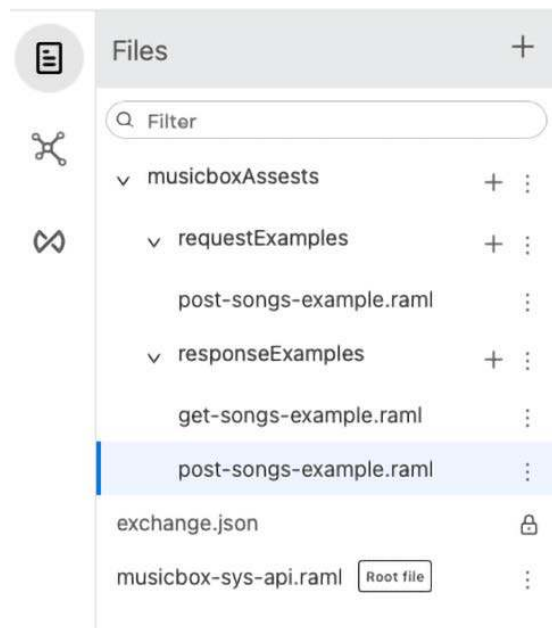 Files
Filter
musicboxAssests
requestExamples
post-songs-example.raml
responseExamples
get-songs-example.raml
post-songs-example.raml
exchange.json
musicbox-sys-api.raml Root file